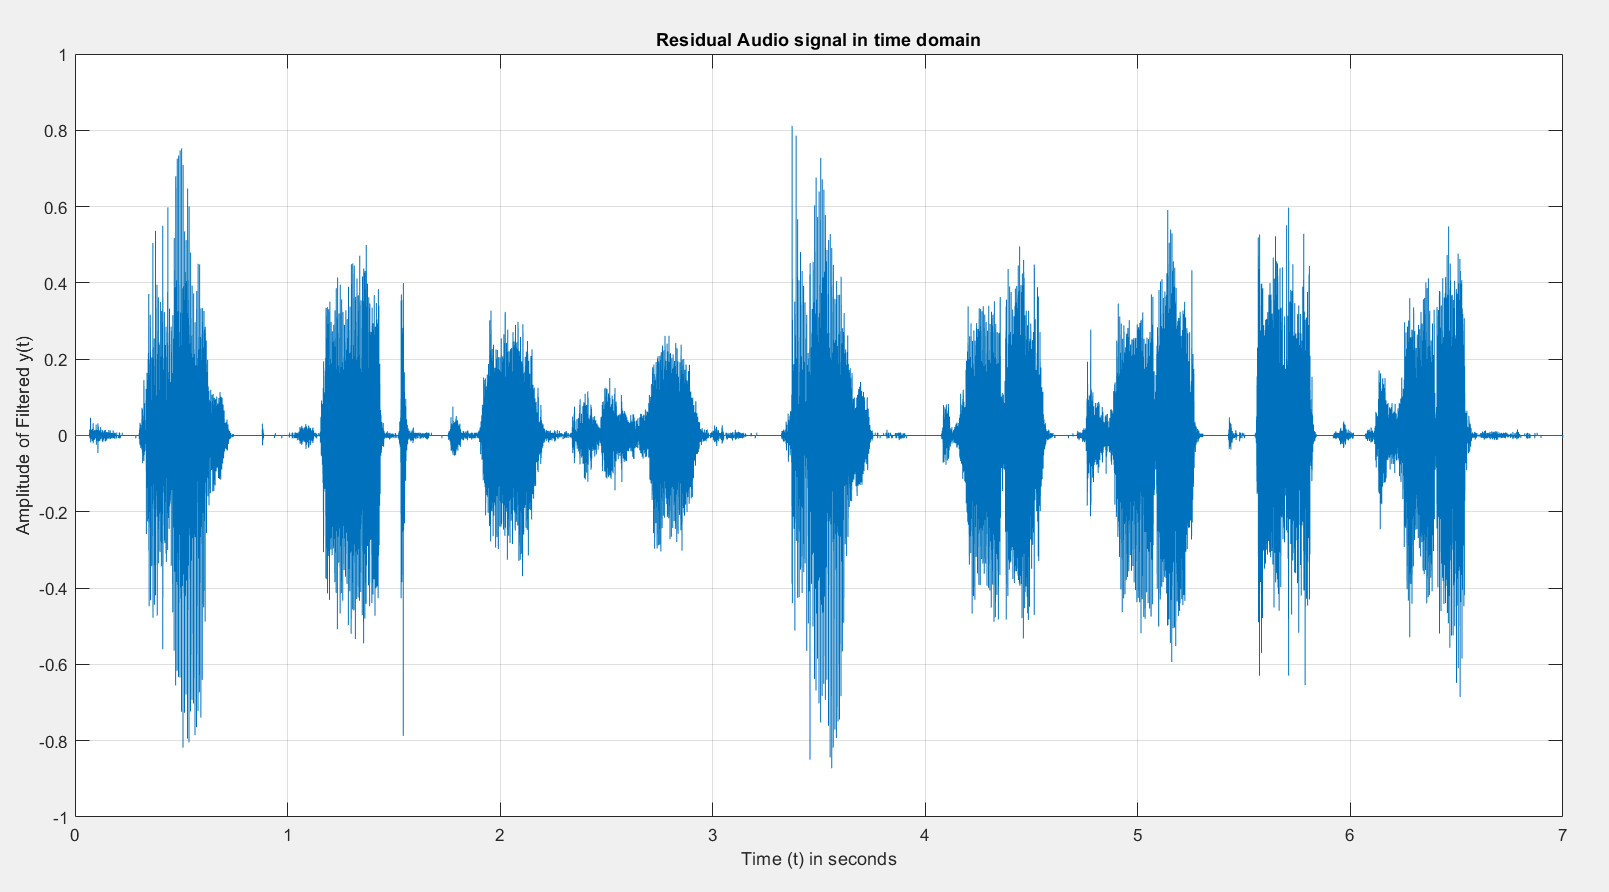 Residual Audio signal in time domain
1
0.8
0.6
0.4
0.2
0
-0.2
-0.4
-0.6
-0.8
-1
Amplitude of Filtered y(t)
0 1 2 3 4 5 6 7
Time (t) in seconds